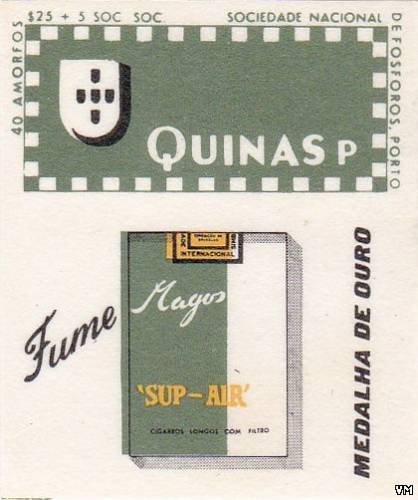 $25 + 5 SOC. SOC.
SOCIEDADE NACIONAL
DE FOSFOROS, PORTO
40 AMORFOS
QUINAS P
INTERNACIONAL
Fume
Magos
'SUP-AIR'
CIGARROS LONGOS COM FILTRO
MEDALHA DE OURO
VM